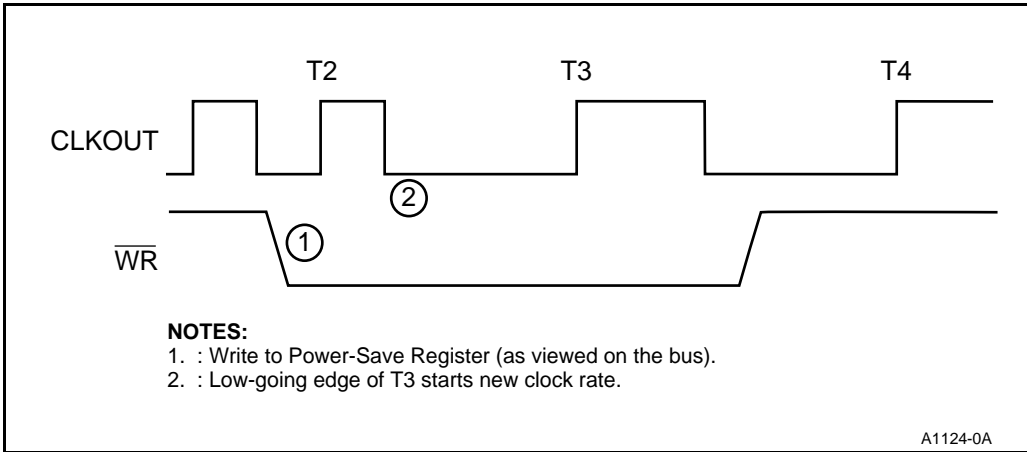 T2 T3 T4
CLKOUT
2
1
WR
NOTES:
1. : Write to Power-Save Register (as viewed on the bus).
2. : Low-going edge of T3 starts new clock rate.
A1124-0A